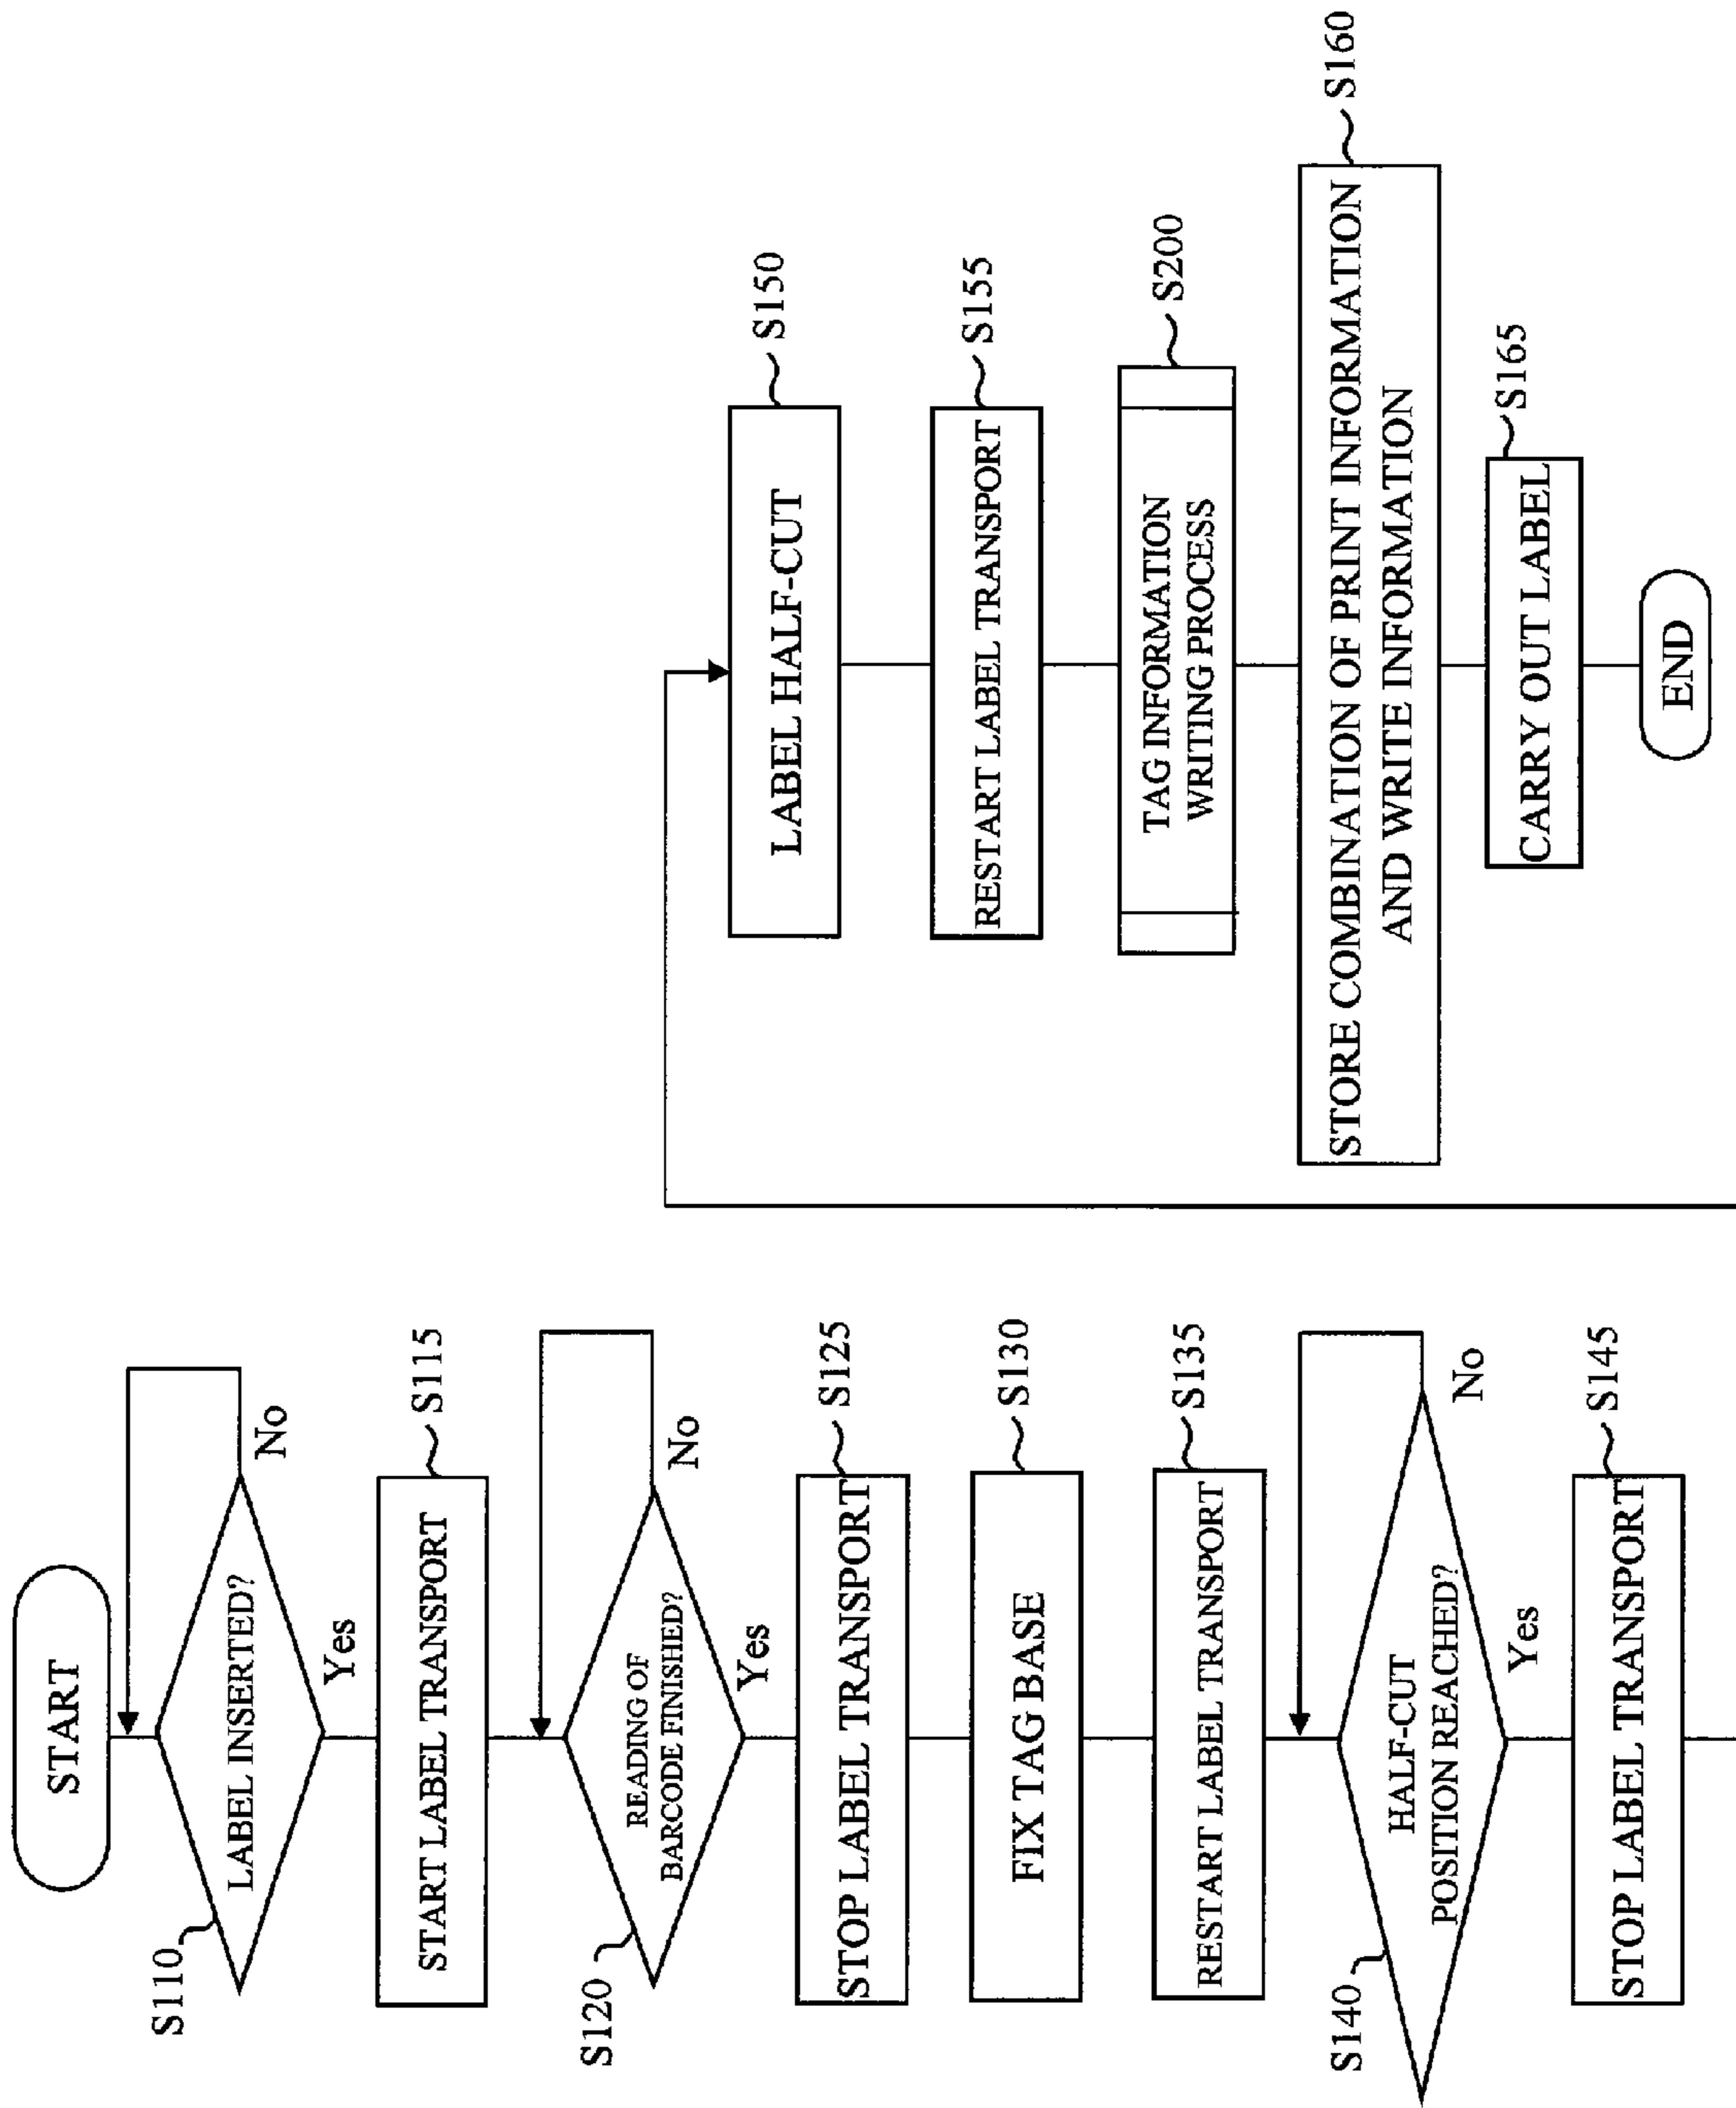 START
S110
LABEL INSERTED?
No
Yes
S115
START LABEL TRANSPORT
S120
READING OF
BARCODE FINISHED?
No
Yes
S125
STOP LABEL TRANSPORT
S130
FIX TAG BASE
S135
RESTART LABEL TRANSPORT
S140
HALF-CUT
POSITION REACHED?
No
Yes
S145
STOP LABEL TRANSPORT
S150
LABEL HALF-CUT
S155
RESTART LABEL TRANSPORT
S200
TAG INFORMATION
WRITING PROCESS
S160
STORE COMBINATION OF PRINT INFORMATION
AND WRITE INFORMATION
S165
CARRY OUT LABEL
END